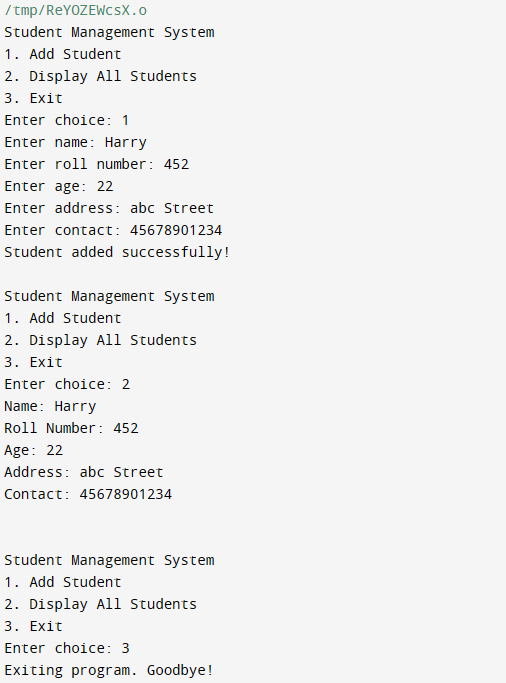 /tmp/ReYOZEWcsX.o
Student Management System
1. Add Student
2. Display All Students
3. Exit
Enter choice: 1
Enter name: Harry
Enter roll number: 452
Enter age: 22
Enter address: abc Street
Enter contact: 45678901234
Student added successfully!
Student Management System
1. Add Student
2. Display All Students
3. Exit
Enter choice: 2
Name: Harry
Roll Number: 452
Age: 22
Address: abc Street
Contact: 45678901234
Student Management System
1. Add Student
2. Display All Students
3. Exit
Enter choice: 3
Exiting program. Goodbye!